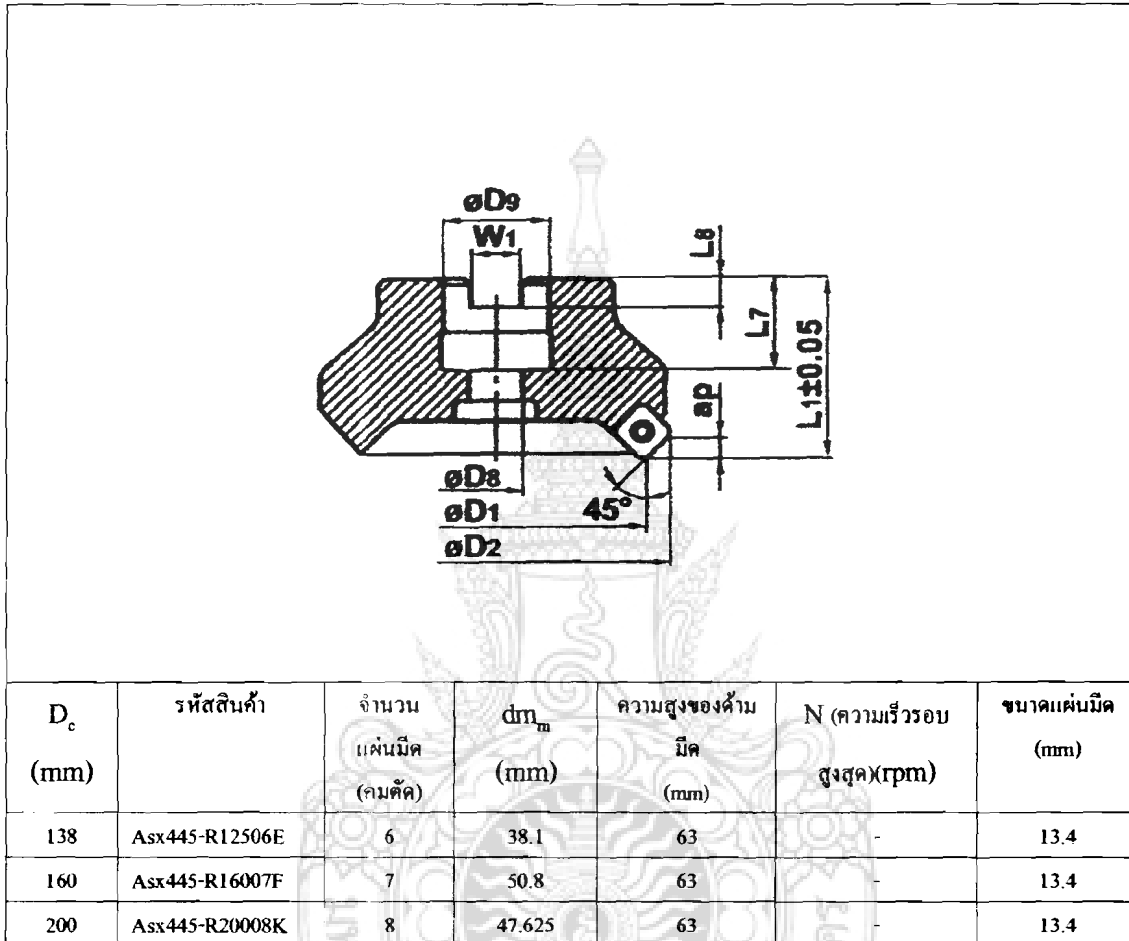 øD9
W1
L8
L7
L1±0.05
ap
øD8
øD1
45°
øD2
Dc
(mm)
รหัสสินค้า
จำนวน
แผ่นมีด
(คมตัด)
dmm
(mm)
ความสูงของด้าม
มีด
(mm)
N (ความเร็วรอบ
สูงสุด)(rpm)
ขนาดแผ่นมีด
(mm)
138 Asx445-R12506E 6 38.1 63 - 13.4
160 Asx445-R16007F 7 50.8 63 - 13.4
200 Asx445-R20008K 8 47.625 63 - 13.4